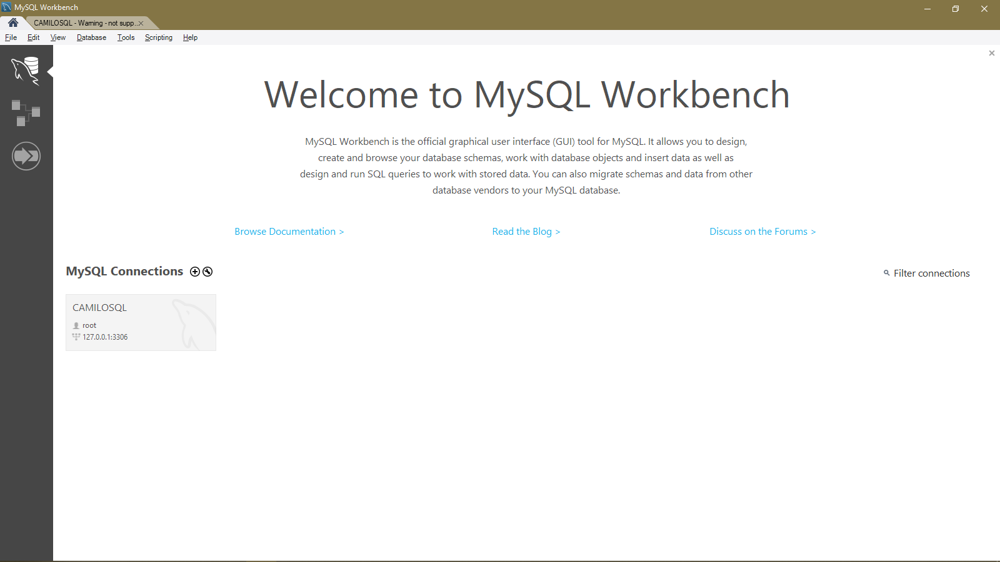 MySQL Workbench
CAMILOSQL - Warning - not supp...
File Edit View Database Tools Scripting Help
Welcome to MySQL Workbench
MySQL Workbench is the official graphical user interface (GUI) tool for MySQL. It allows you to design,
create and browse your database schemas, work with database objects and insert data as well as
design and run SQL queries to work with stored data. You can also migrate schemas and data from other
database vendors to your MySQL database.
Browse Documentation > Read the Blog > Discuss on the Forums >
MySQL Connections Filter connections
CAMILOSQL
root
127.0.0.1:3306